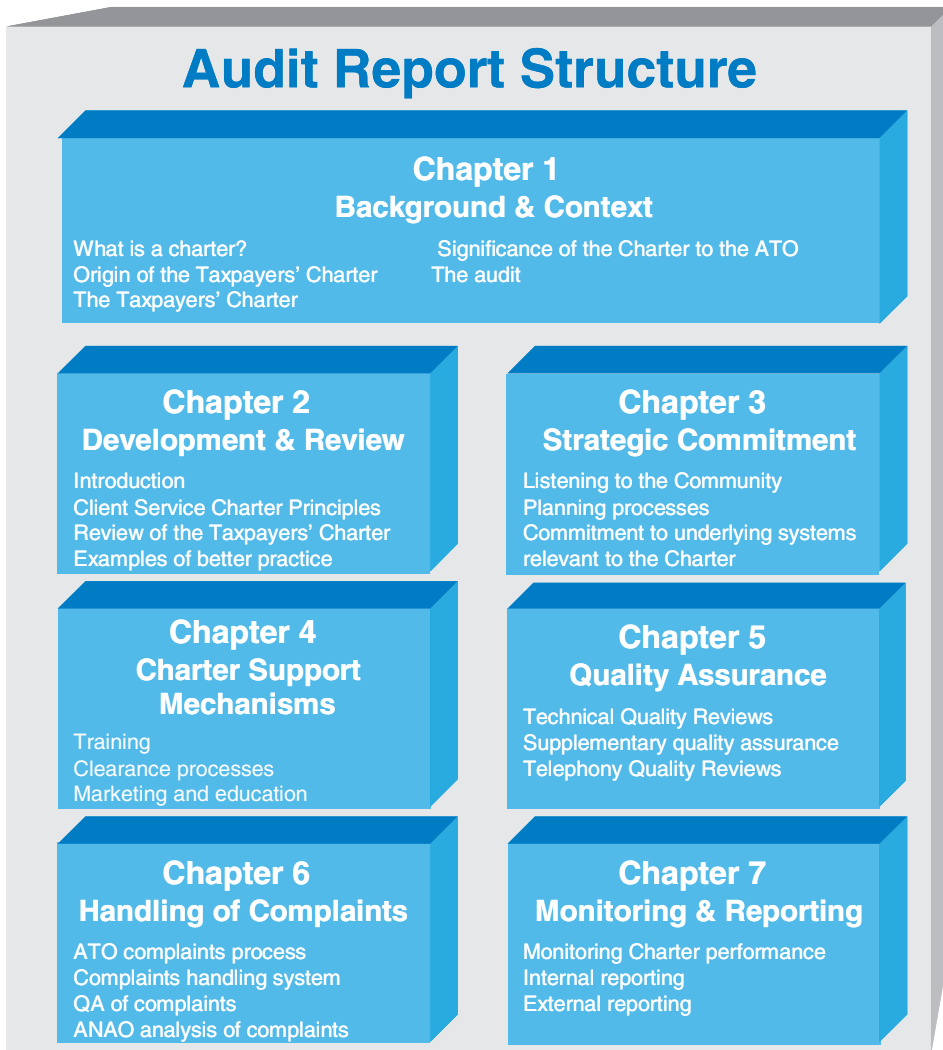 Audit Report Structure
Chapter 1
Background & Context
What is a charter?
Origin of the Taxpayers’ Charter
The Taxpayers’ Charter
Significance of the Charter to the ATO
The audit
Chapter 2
Development & Review
Introduction
Client Service Charter Principles
Review of the Taxpayers’ Charter
Examples of better practice
Chapter 3
Strategic Commitment
Listening to the Community
Planning processes
Commitment to underlying systems
relevant to the Charter
Chapter 4
Charter Support
Mechanisms
Training
Clearance processes
Marketing and education
Chapter 5
Quality Assurance
Technical Quality Reviews
Supplementary quality assurance
Telephony Quality Reviews
Chapter 6
Handling of Complaints
ATO complaints process
Complaints handling system
QA of complaints
ANAO analysis of complaints
Chapter 7
Monitoring & Reporting
Monitoring Charter performance
Internal reporting
External reporting